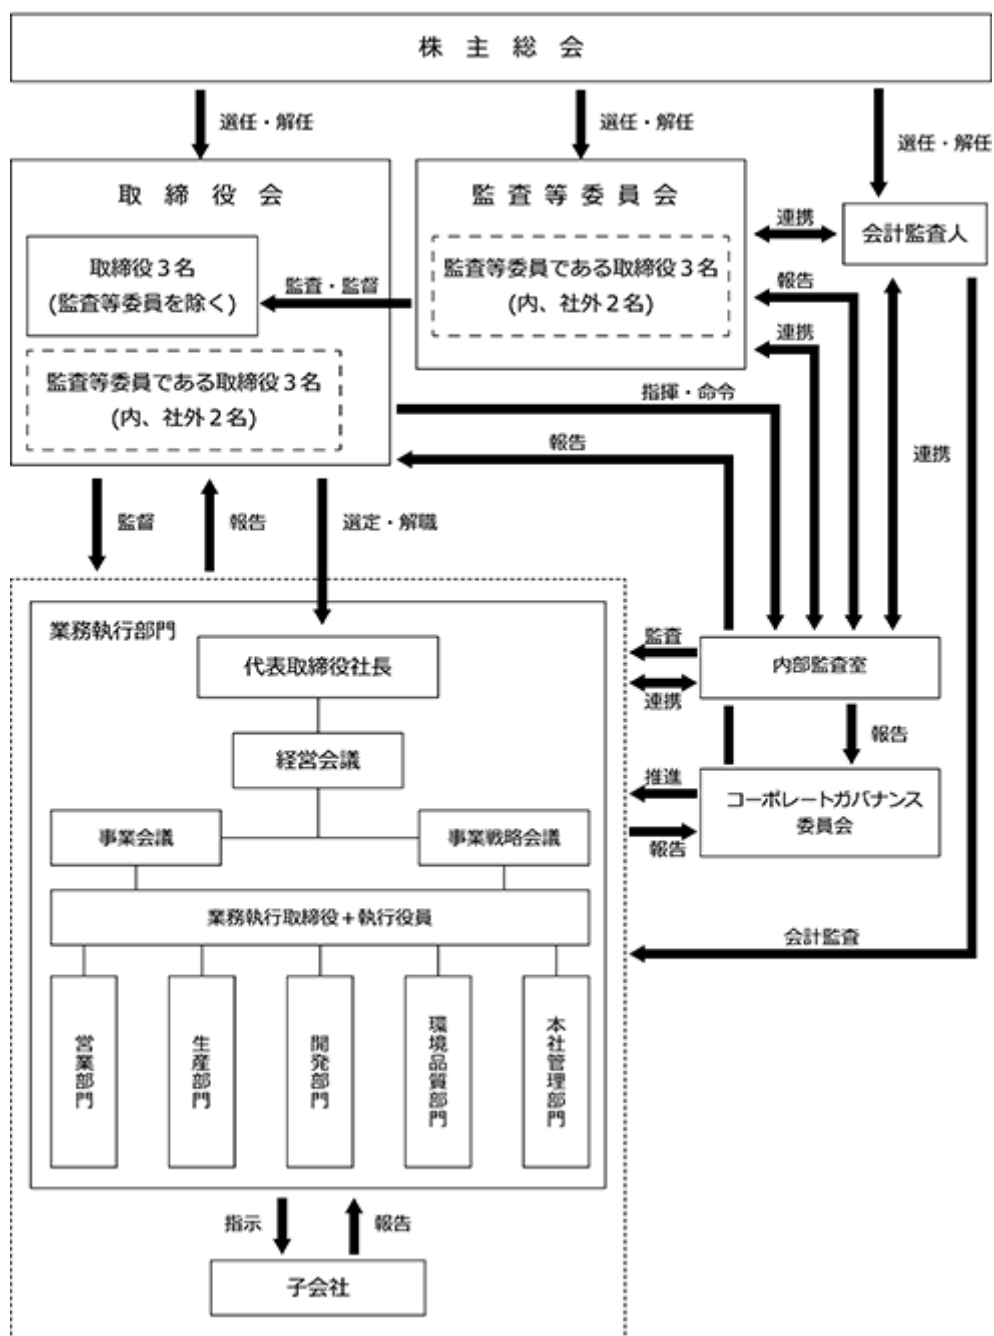 株主総会
選任・解任
選任・解任
選任・解任
取締役会
取締役３名
(監査等委員を除く)
監査等委員である取締役３名
(内、社外２名)
監査・監督
監査等委員会
監査等委員である取締役３名
(内、社外２名)
連携
会計監査人
報告
連携
指揮・命令
報告
連携
監督
報告
選定・解職
業務執行部門
代表取締役社長
経営会議
事業会議
事業戦略会議
業務執行取締役＋執行役員
営業部門
生産部門
開発部門
環境品質部門
本社管理部門
監査
連携
内部監査室
報告
推進
報告
コーポレートガバナンス
委員会
会計監査
指示
報告
子会社